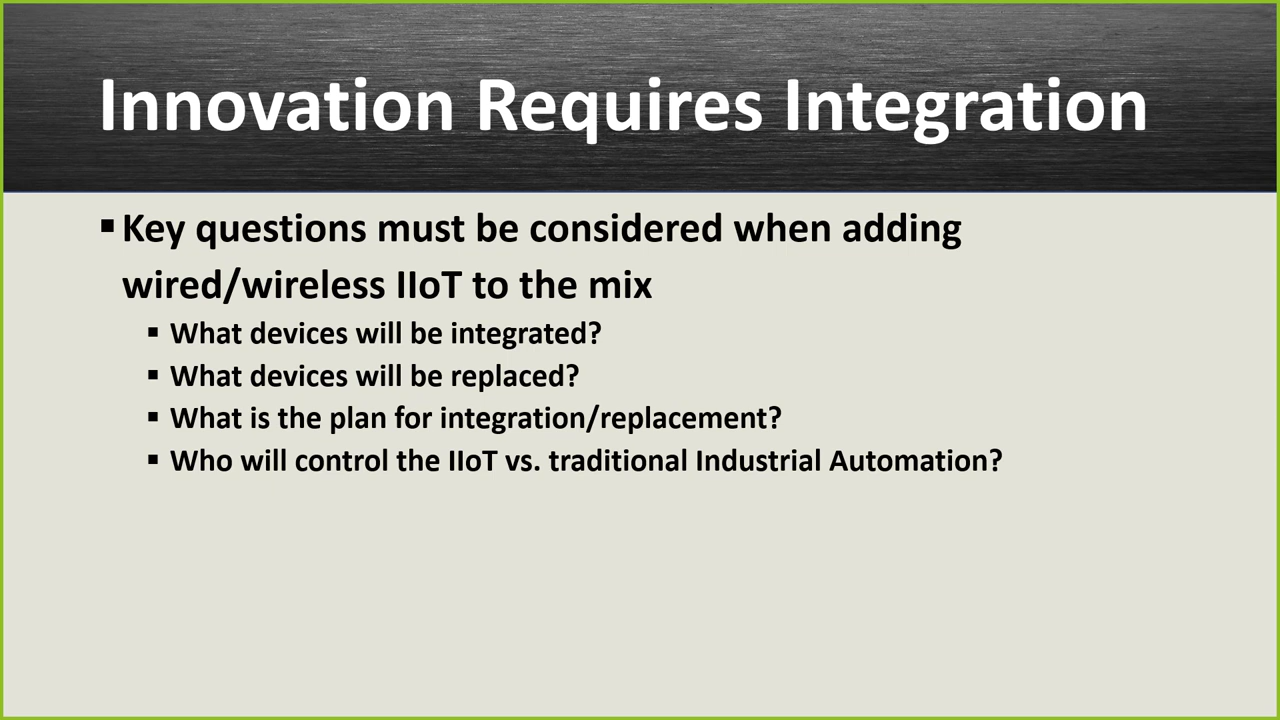 Innovation Requires Integration
▪ Key questions must be considered when adding
wired/wireless IIoT to the mix
▪ What devices will be integrated?
▪ What devices will be replaced?
▪ What is the plan for integration/replacement?
▪ Who will control the IIoT vs. traditional Industrial Automation?